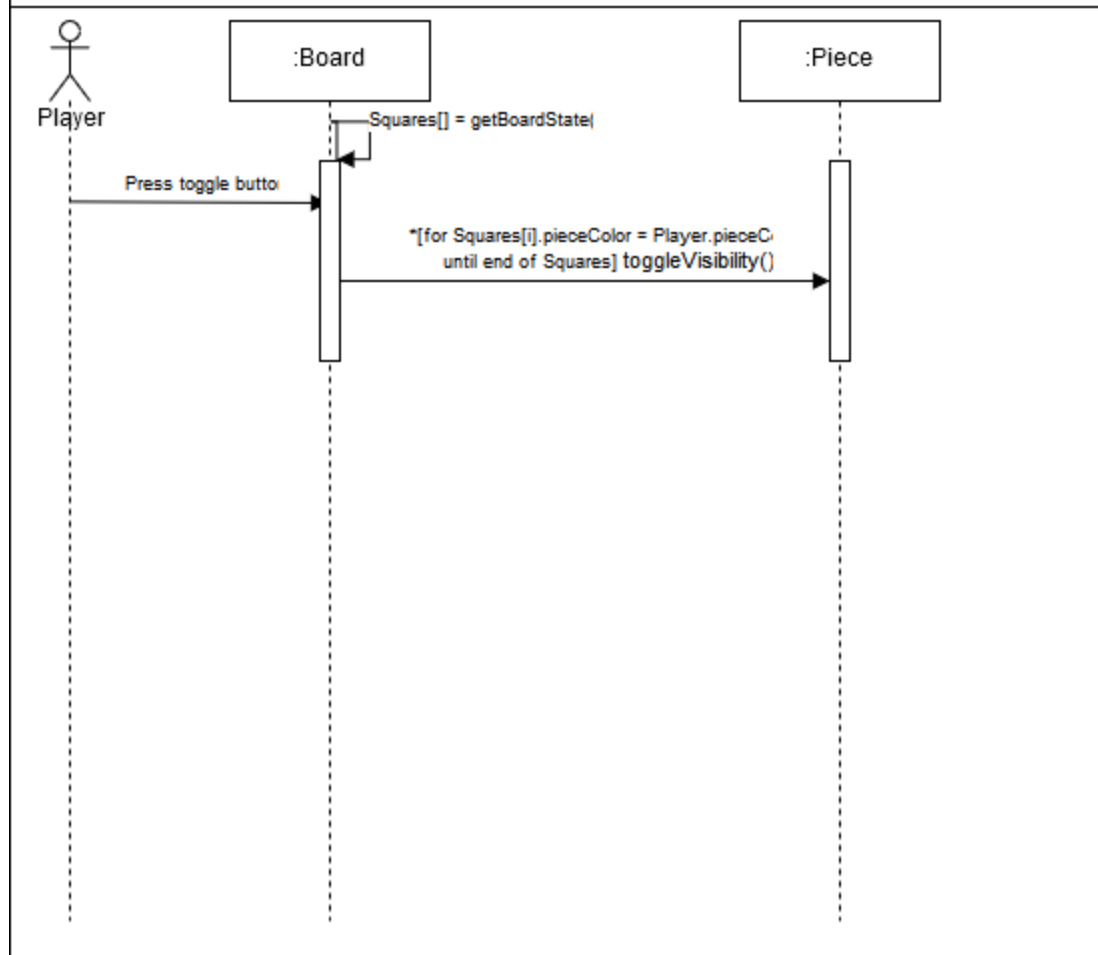 :Board
:Piece
Player
Squares[] = getBoardState(
Press toggle butto
*[for Squares[i].pieceColor = Player.pieceC
until end of Squares] toggleVisibility()